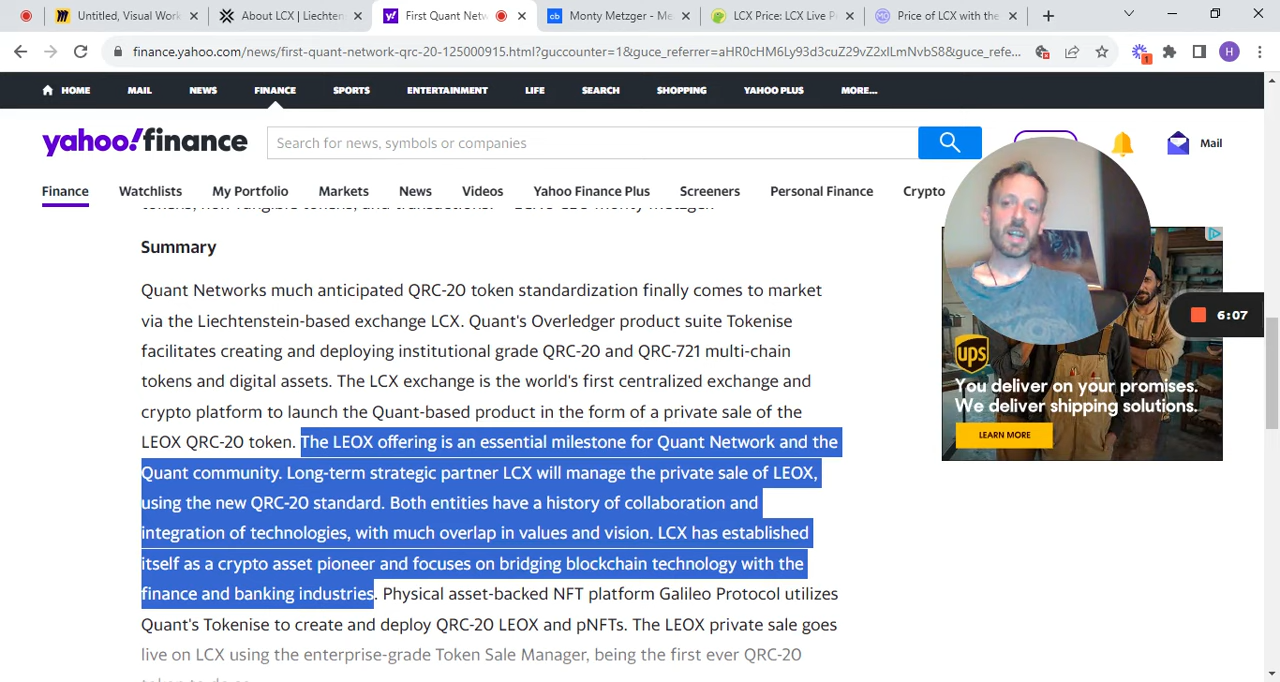 Untitled, Visual Work
About LCX | Liechten
First Quant Netw
Monty Metzger - Me
LCX Price: LCX Live P
Price of LCX with the
finance.yahoo.com/news/first-quant-network-qrc-20-125000915.html?guccounter=1&guce_referrer=aHR0cHM6Ly93d3cuZ29vZ2xlLmNvbS8&guce_refe...
1
H
HOME MAIL NEWS FINANCE SPORTS ENTERTAINMENT LIFE SEARCH SHOPPING YAHOO PLUS MORE...
yahoo!finance
Search for news, symbols or companies
Mail
Finance Watchlists My Portfolio Markets News Videos Yahoo Finance Plus Screeners Personal Finance Crypto
Summary
Quant Networks much anticipated QRC-20 token standardization finally comes to market
via the Liechtenstein-based exchange LCX. Quant's Overledger product suite Tokenise
facilitates creating and deploying institutional grade QRC-20 and QRC-721 multi-chain
tokens and digital assets. The LCX exchange is the world's first centralized exchange and
crypto platform to launch the Quant-based product in the form of a private sale of the
LEOX QRC-20 token. The LEOX offering is an essential milestone for Quant Network and the
Quant community. Long-term strategic partner LCX will manage the private sale of LEOX,
using the new QRC-20 standard. Both entities have a history of collaboration and
integration of technologies, with much overlap in values and vision. LCX has established
itself as a crypto asset pioneer and focuses on bridging blockchain technology with the
finance and banking industries. Physical asset-backed NFT platform Galileo Protocol utilizes
Quant's Tokenise to create and deploy QRC-20 LEOX and pNFTs. The LEOX private sale goes
live on LCX using the enterprise-grade Token Sale Manager, being the first ever QRC-20
6:07
ups
You deliver on your promises.
We deliver shipping solutions.
LEARN MORE